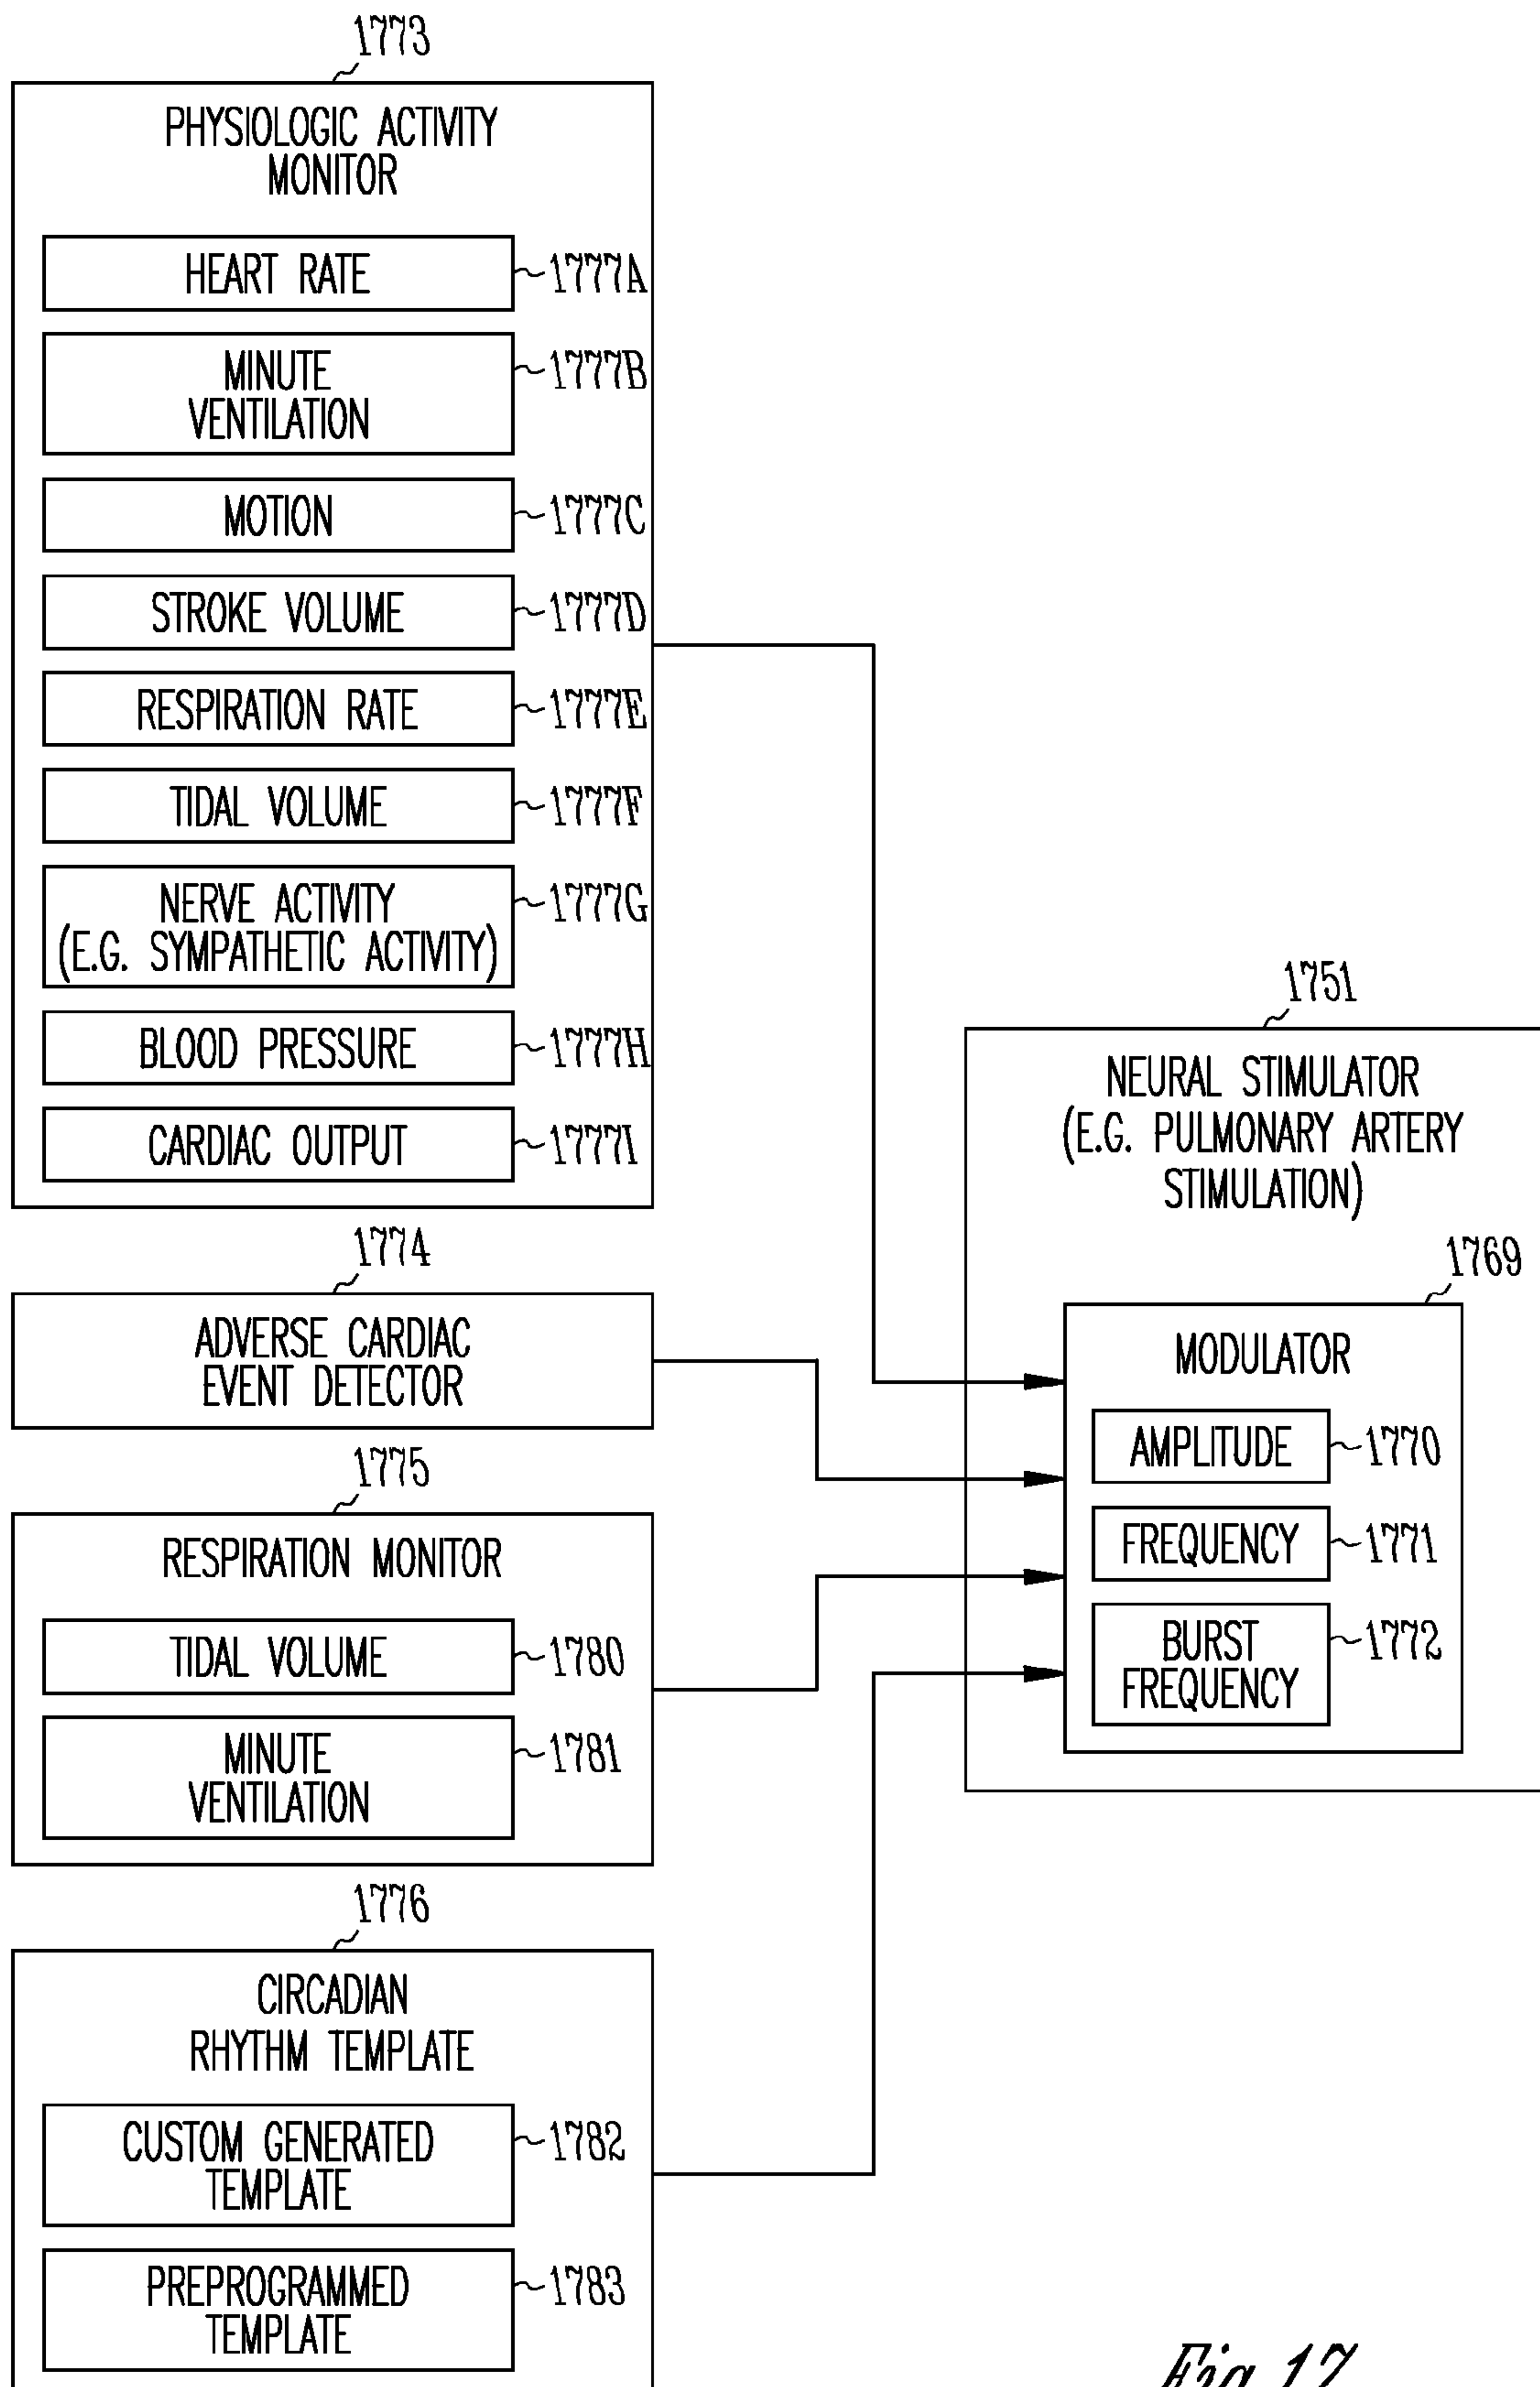 1773
PHYSIOLOGIC ACTIVITY
MONITOR
HEART RATE
1777A
MINUTE
VENTILATION
1777B
MOTION
1777C
STROKE VOLUME
1777D
RESPIRATION RATE
1777E
TIDAL VOLUME
1777F
NERVE ACTIVITY
(E.G. SYMPATHETIC ACTIVITY)
1777G
BLOOD PRESSURE
1777H
CARDIAC OUTPUT
1777I
1774
ADVERSE CARDIAC
EVENT DETECTOR
1775
RESPIRATION MONITOR
TIDAL VOLUME
1780
MINUTE
VENTILATION
1781
1776
CIRCADIAN
RHYTHM TEMPLATE
CUSTOM GENERATED
TEMPLATE
1782
PREPROGRAMMED
TEMPLATE
1783
1751
NEURAL STIMULATOR
(E.G. PULMONARY ARTERY
STIMULATION)
1769
MODULATOR
AMPLITUDE
1770
FREQUENCY
1771
BURST
FREQUENCY
1772
Fig.17